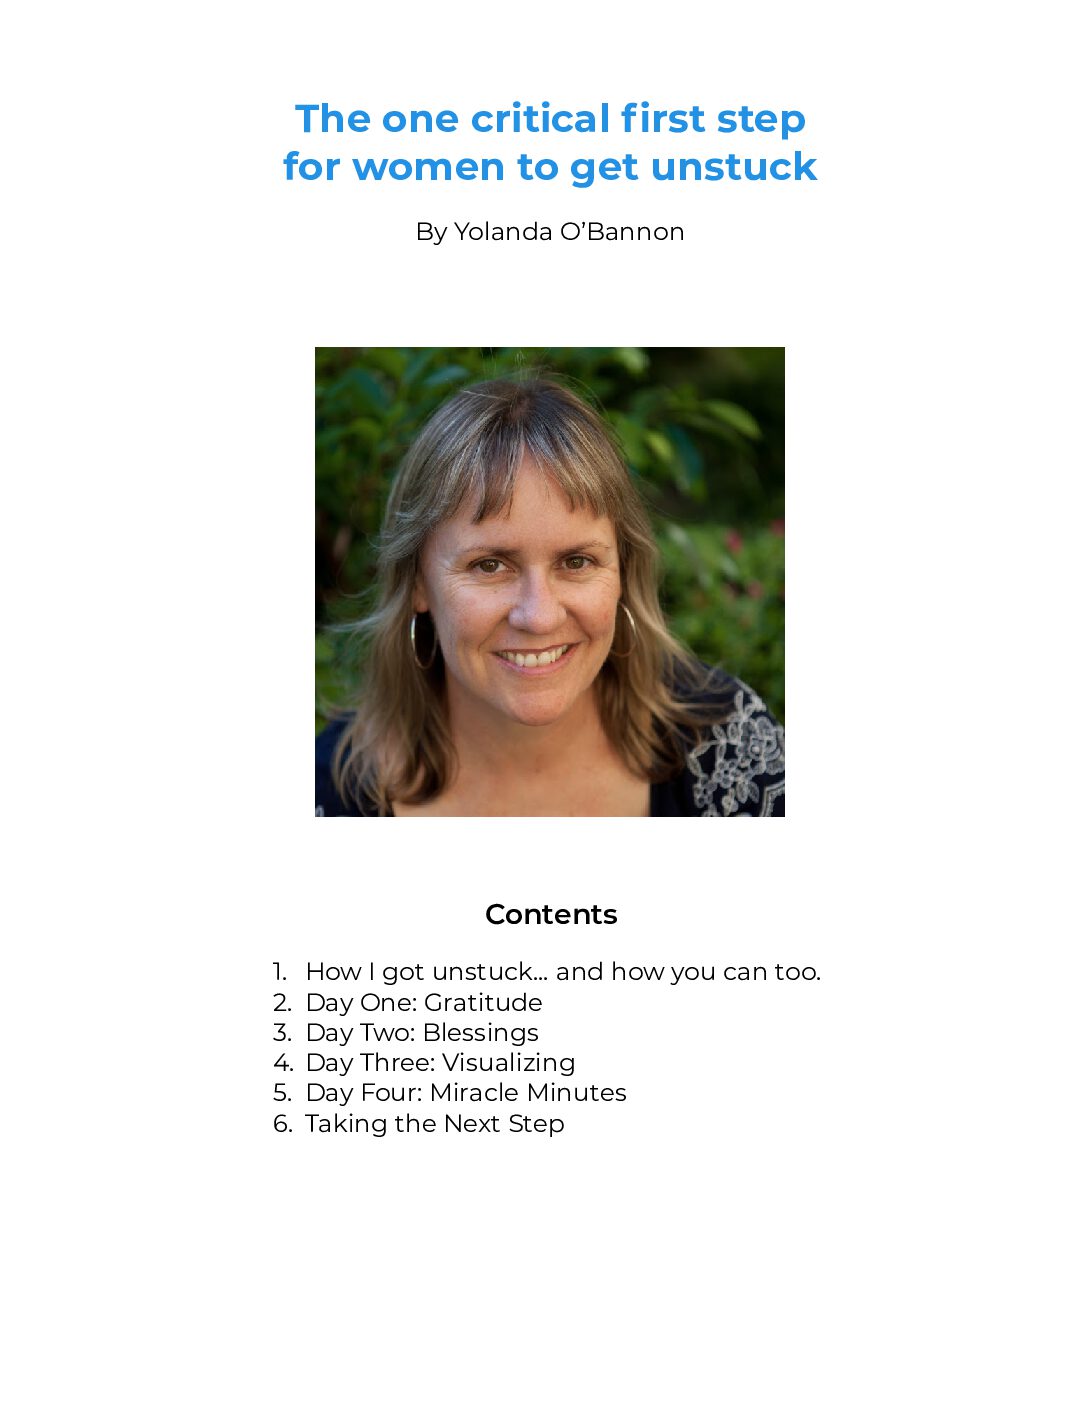 The one critical first step
for women to get unstuck
By Yolanda O’Bannon
Contents
1. How I got unstuck... and how you can too.
2. Day One: Gratitude
3. Day Two: Blessings
4. Day Three: Visualizing
5. Day Four: Miracle Minutes
6. Taking the Next Step